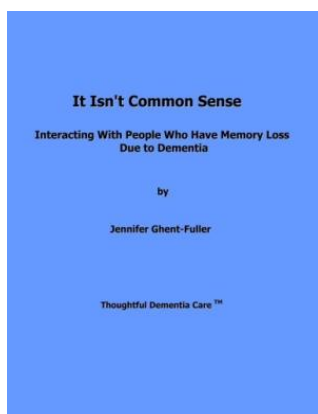 It Isn't Common Sense
Interacting With People Who Have Memory Loss
Due to Dementia
by
Jennifer Ghent-Fuller
Thoughtful Dementia Care ™